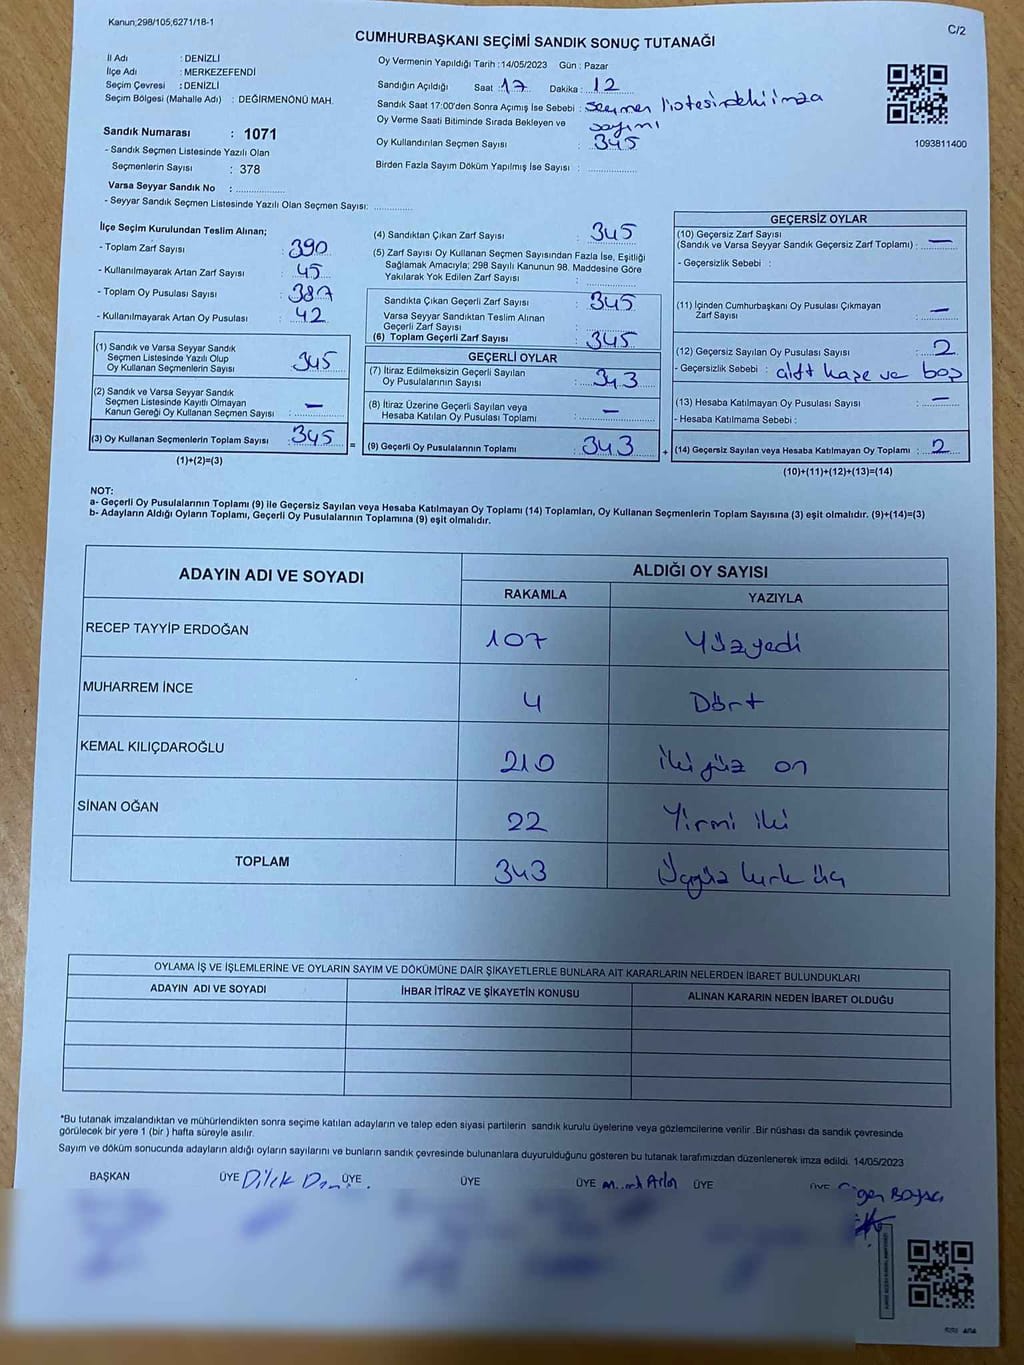 Kanun;298/105,6271/18-1
C/2
CUMHURBAŞKANI SEÇİMİ SANDIK SONUÇ TUTANAĞI
İl Adı : DENİZLİ
İlçe Adı : MERKEZEFENDİ
Seçim Çevresi : DENİZLİ
Seçim Bölgesi (Mahalle Adı) : DEĞİRMENÖNÜ MAH.
Sandık Numarası : 1071
- Sandık Seçmen Listesinde Yazılı Olan
Seçmenlerin Sayısı : 378
Varsa Seyyar Sandık No :
- Seyyar Sandık Seçmen Listesinde Yazılı Olan Seçmen Sayısı:
Oy Vermenin Yapıldığı Tarih :14/05/2023 Gün : Pazar
Sandığın Açıldığı Saat : 17 Dakika : 12
Sandık Saat 17:00'den Sonra Açımış İse Sebebi : Seçmen listesindeki imza
sayımı
Oy Verme Saati Bitiminde Sırada Bekleyen ve
Oy Kullandırılan Seçmen Sayısı : 345
Birden Fazla Sayım Döküm Yapılmış İse Sayısı :
1093811400
İlçe Seçim Kurulundan Teslim Alınan;
- Toplam Zarf Sayısı : 390
- Kullanılmayarak Artan Zarf Sayısı : 45
- Toplam Oy Pusulası Sayısı : 387
- Kullanılmayarak Artan Oy Pusulası : 42
(1) Sandık ve Varsa Seyyar Sandık
Seçmen Listesinde Yazılı Olup
Oy Kullanan Seçmenlerin Sayısı : 345
(2) Sandık ve Varsa Seyyar Sandık
Seçmen Listesinde Kayıtlı Olmayan
Kanun Gereği Oy Kullanan Seçmen Sayısı : —
(3) Oy Kullanan Seçmenlerin Toplam Sayısı : 345 =
(1)+(2)=(3)
(4) Sandıktan Çıkan Zarf Sayısı : 345
(5) Zarf Sayısı Oy Kullanan Seçmen Sayısından Fazla İse, Eşitliği
Sağlamak Amacıyla; 298 Sayılı Kanunun 98. Maddesine Göre
Yakılarak Yok Edilen Zarf Sayısı :
Sandıkta Çıkan Geçerli Zarf Sayısı : 345
Varsa Seyyar Sandıktan Teslim Alınan
Geçerli Zarf Sayısı :
(6) Toplam Geçerli Zarf Sayısı : 345
GEÇERLİ OYLAR
(7) İtiraz Edilmeksizin Geçerli Sayılan
Oy Pusulalarının Sayısı : 343
(8) İtiraz Üzerine Geçerli Sayılan veya
Hesaba Katılan Oy Pusulası Toplamı : —
(9) Geçerli Oy Pusulalarının Toplamı : 343 +
GEÇERSİZ OYLAR
(10) Geçersiz Zarf Sayısı
(Sandık ve Varsa Seyyar Sandık Geçersiz Zarf Toplamı) : —
- Geçersizlik Sebebi :
(11) İçinden Cumhurbaşkanı Oy Pusulası Çıkmayan
Zarf Sayısı : —
(12) Geçersiz Sayılan Oy Pusulası Sayısı : 2
- Geçersizlik Sebebi : çift kaşe ve boş
(13) Hesaba Katılmayan Oy Pusulası Sayısı : —
- Hesaba Katılmama Sebebi :
(14) Geçersiz Sayılan veya Hesaba Katılmayan Oy Toplamı : 2
(10)+(11)+(12)+(13)=(14)
NOT:
a- Geçerli Oy Pusulalarının Toplamı (9) ile Geçersiz Sayılan veya Hesaba Katılmayan Oy Toplamı (14) Toplamları, Oy Kullanan Seçmenlerin Toplam Sayısına (3) eşit olmalıdır. (9)+(14)=(3)
b- Adayların Aldığı Oyların Toplamı, Geçerli Oy Pusulalarının Toplamına (9) eşit olmalıdır.
ADAYIN ADI VE SOYADI ALDIĞI OY SAYISI
RAKAMLA YAZIYLA
RECEP TAYYİP ERDOĞAN 107 Yüzyedi
MUHARREM İNCE 4 Dört
KEMAL KILIÇDAROĞLU 210 iki yüz on
SİNAN OĞAN 22 Yirmi iki
TOPLAM 343 Üçyüz kırk üç
OYLAMA İŞ VE İŞLEMLERİNE VE OYLARIN SAYIM VE DÖKÜMÜNE DAİR ŞİKAYETLERLE BUNLARA AİT KARARLARIN NELERDEN İBARET BULUNDUKLARI
ADAYIN ADI VE SOYADI İHBAR İTİRAZ VE ŞİKAYETİN KONUSU ALINAN KARARIN NEDEN İBARET OLDUĞU
*Bu tutanak imzalandıktan ve mühürlendikten sonra seçime katılan adayların ve talep eden siyasi partilerin sandık kurulu üyelerine veya gözlemcilerine verilir .Bir nüshası da sandık çevresinde
görülecek bir yere 1 (bir ) hafta süreyle asılır.
Sayım ve döküm sonucunda adayların aldığı oyların sayılarını ve bunların sandık çevresinde bulunanlara duyurulduğunu gösteren bu tutanak tarafımızdan düzenlenerek imza edildi. 14/05/2023
BAŞKAN ÜYE Dilek ÜYE ÜYE ÜYE ÜYE ÜYE